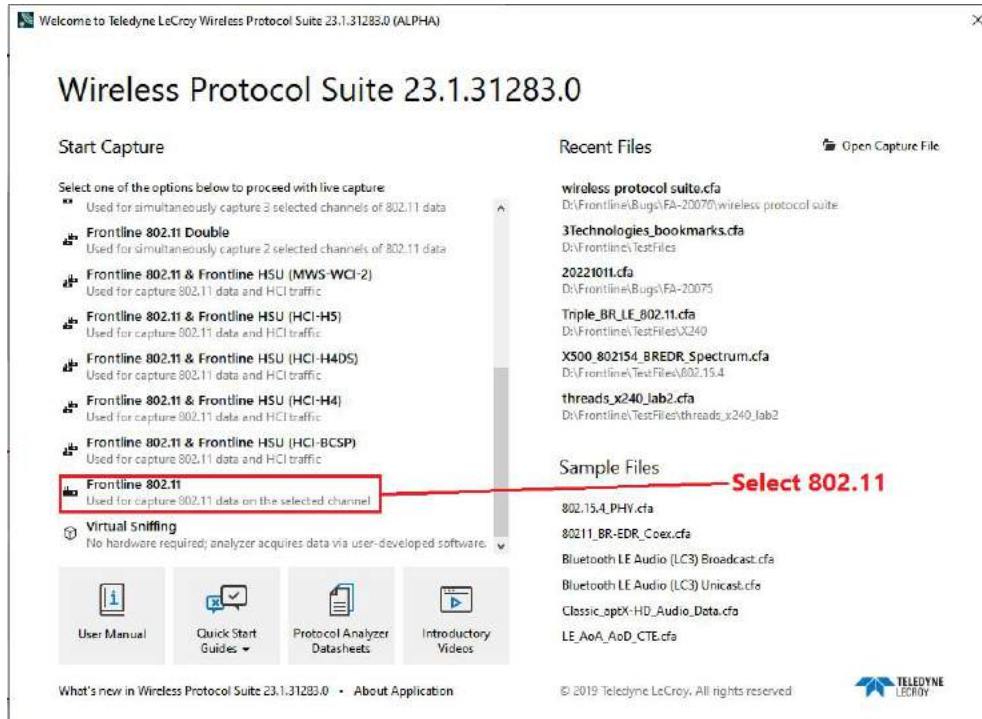 Welcome to Teledyne LeCroy Wireless Protocol Suite 23.1.31283.0 (ALPHA)
Wireless Protocol Suite 23.1.31283.0
Start Capture
Select one of the options below to proceed with live capture:
Used for simultaneously capture 3 selected channels of 802.11 data
Frontline 802.11 Double
Used for simultaneously capture 2 selected channels of 802.11 data
Frontline 802.11 & Frontline HSU (MWS-WCI-2)
Used for capture 802.11 data and HCI traffic
Frontline 802.11 & Frontline HSU (HCI-H5)
Used for capture 802.11 data and HCI traffic
Frontline 802.11 & Frontline HSU (HCI-H4DS)
Used for capture 802.11 data and HCI traffic
Frontline 802.11 & Frontline HSU (HCI-H4)
Used for capture 802.11 data and HCI traffic
Frontline 802.11 & Frontline HSU (HCI-BCSP)
Used for capture 802.11 data and HCI traffic
Frontline 802.11
Used for capture 802.11 data on the selected channel
Virtual Sniffing
No hardware required; analyzer acquires data via user-developed software.
User Manual
Quick Start
Guides
Protocol Analyzer
Datasheets
Introductory
Videos
Recent Files
Open Capture File
wireless protocol suite.cfa
D:\Frontline\Bugs\FA-20076\wireless protocol suite
3Technologies_bookmarks.cfa
D:\Frontline\TestFiles
20221011.cfa
D:\Frontline\Bugs\FA-20075
Triple_BR_LE_802.11.cfa
D:\Frontline\TestFiles\X240
X500_802154_BREDR_Spectrum.cfa
D:\Frontline\TestFiles\802.15.4
threads_x240_lab2.cfa
D:\Frontline\TestFiles\threads_x240_lab2
Sample Files
Select 802.11
802.15.4_PHY.cfa
80211_BR-EDR_Coex.cfa
Bluetooth LE Audio (LC3) Broadcast.cfa
Bluetooth LE Audio (LC3) Unicast.cfa
Classic_aptX-HD_Audio_Data.cfa
LE_AoA_AoD_CTE.cfa
What's new in Wireless Protocol Suite 23.1.31283.0 • About Application
© 2019 Teledyne LeCroy. All rights reserved
TELEDYNE
LECROY